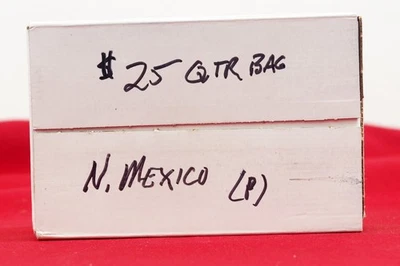 $25 QTR BAG
N. MEXICO (P)